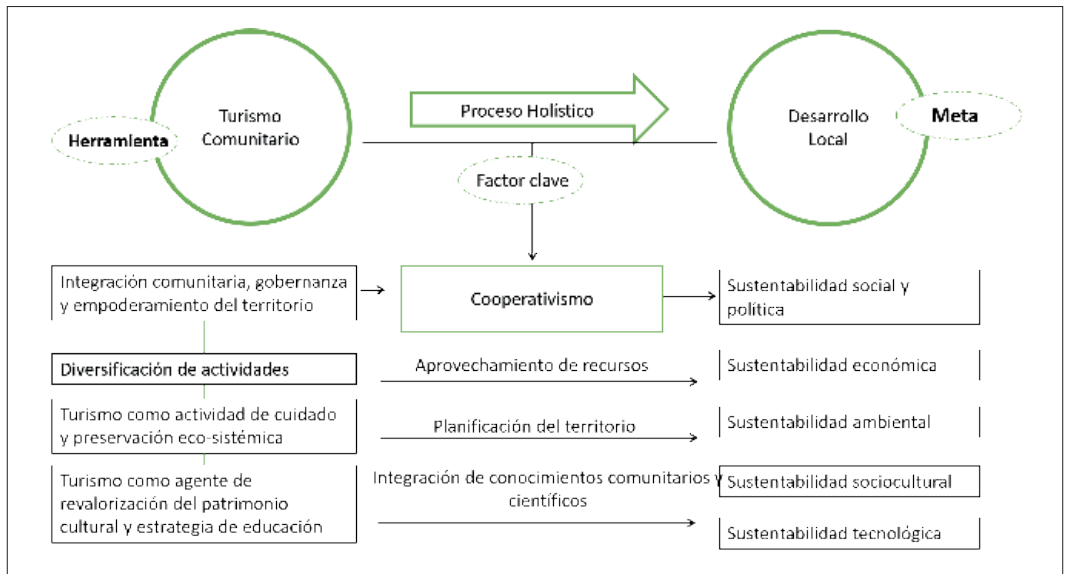 Herramienta
Turismo
Comunitario
Proceso Holístico
Desarrollo
Local
Meta
Factor clave
Integración comunitaria, gobernanza
y empoderamiento del territorio
Cooperativismo
Sustentabilidad social y
política
Diversificación de actividades
Aprovechamiento de recursos
Sustentabilidad económica
Turismo como actividad de cuidado
y preservación eco-sistémica
Planificación del territorio
Sustentabilidad ambiental
Turismo como agente de
revalorización del patrimonio
cultural y estrategia de educación
Integración de conocimientos comunitarios y
científicos
Sustentabilidad sociocultural
Sustentabilidad tecnológica